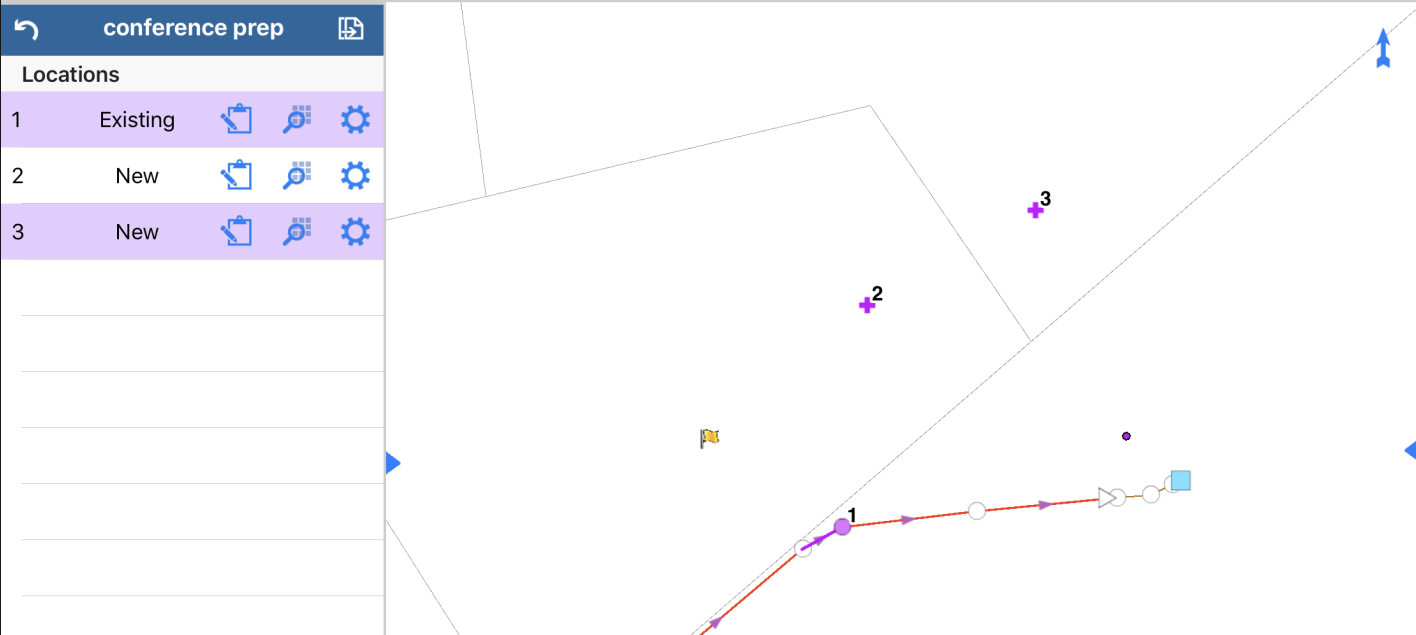 conference prep
Locations
1 Existing
2 New
3 New
3
2
1